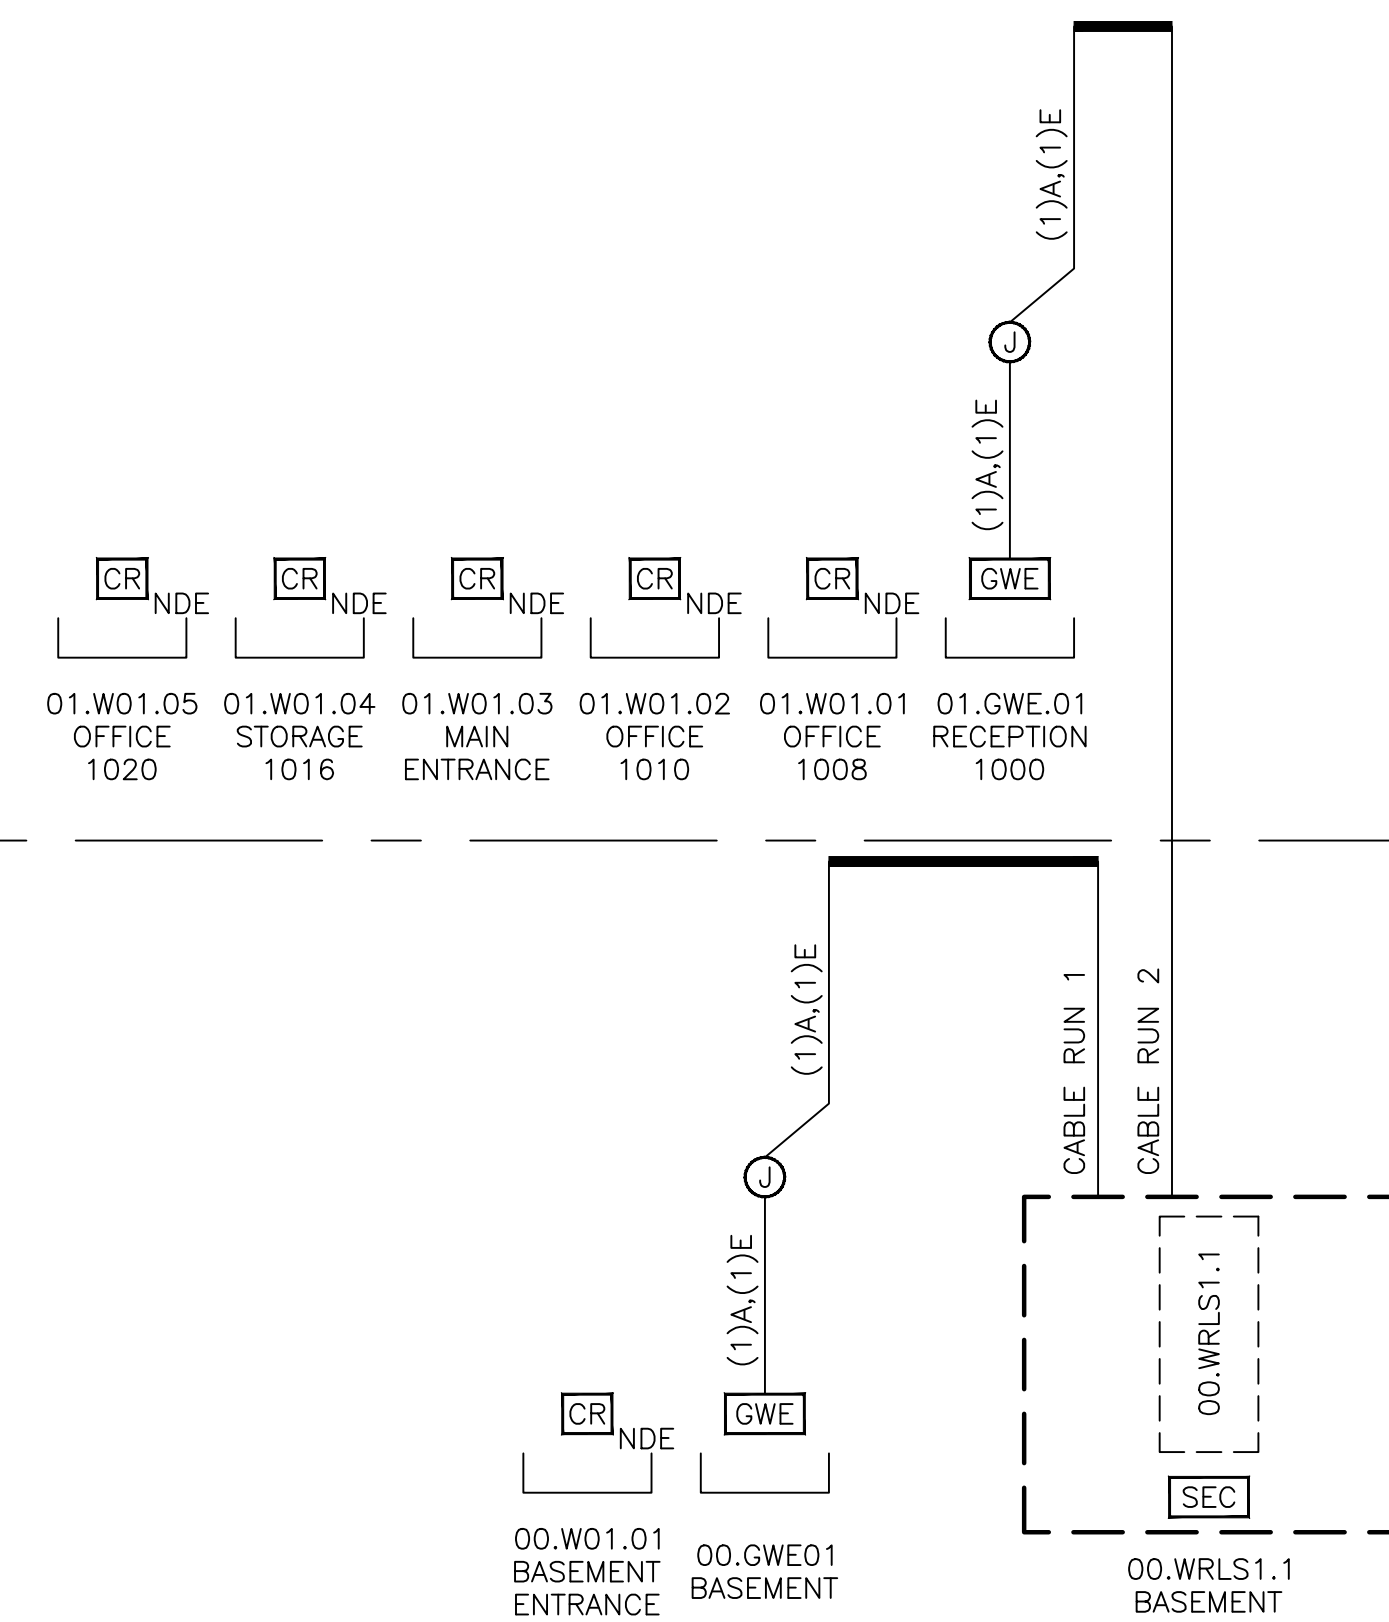 (1)A,(1)E
J
(1)A,(1)E
CR NDE
CR NDE
CR NDE
CR NDE
CR NDE
GWE
01.W01.05
OFFICE
1020
01.W01.04
STORAGE
1016
01.W01.03
MAIN
ENTRANCE
01.W01.02
OFFICE
1010
01.W01.01
OFFICE
1008
01.GWE.01
RECEPTION
1000
(1)A,(1)E
CABLE RUN 1
CABLE RUN 2
J
(1)A,(1)E
CR NDE
GWE
00.WRLS1.1
SEC
00.W01.01
BASEMENT
ENTRANCE
00.GWE01
BASEMENT
00.WRLS1.1
BASEMENT